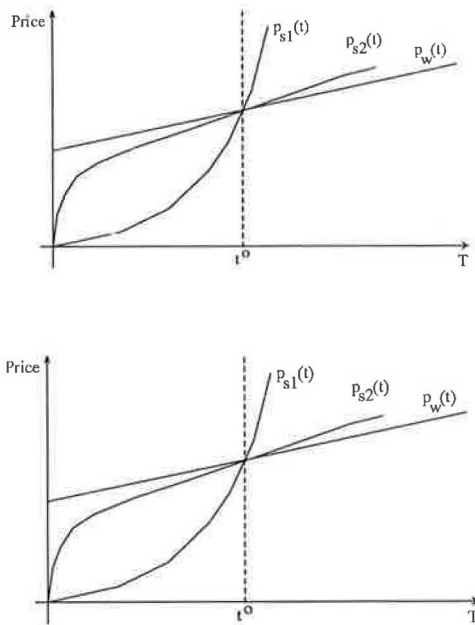 Price
p_s1(t)
p_s2(t)
p_w(t)
t^o
T
Price
p_s1(t)
p_s2(t)
p_w(t)
t^o
T